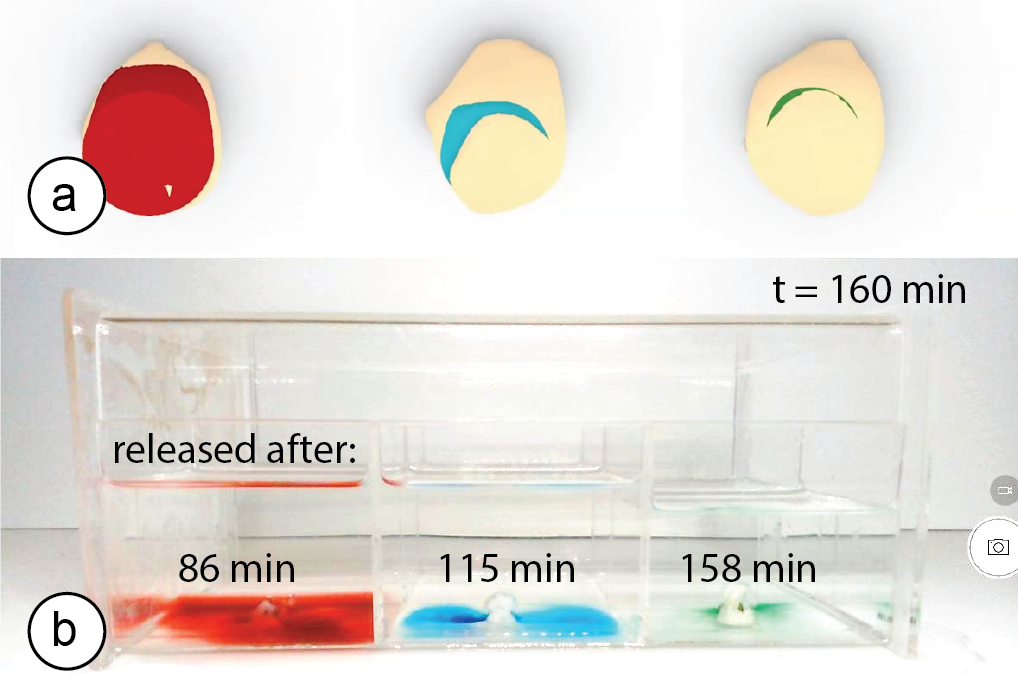 a
t = 160 min
released after:
86 min
115 min
158 min
b